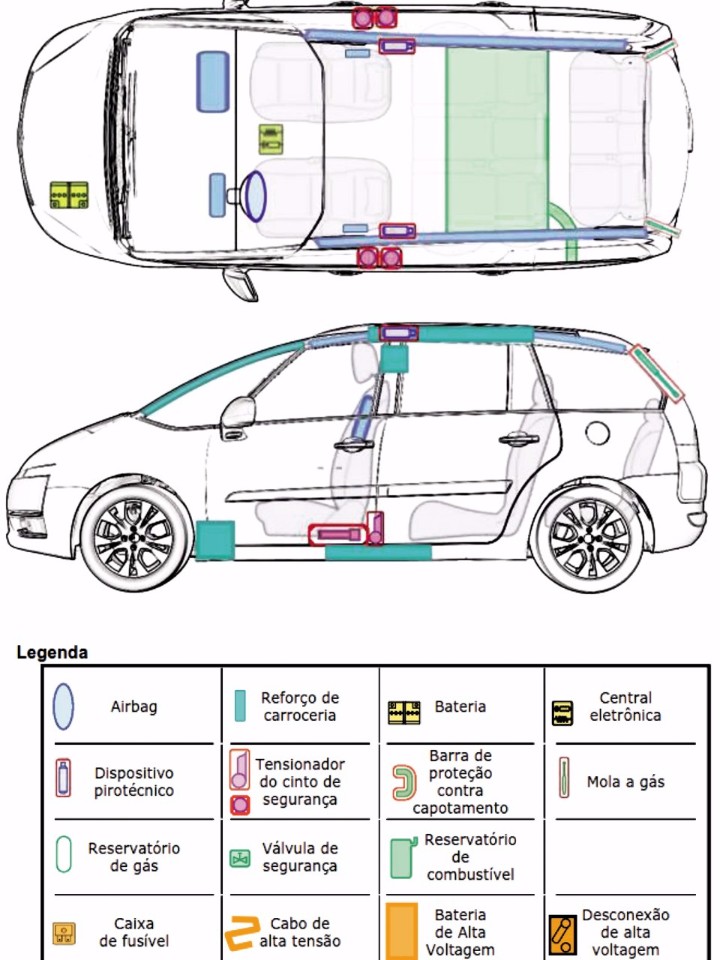 Legenda
Airbag
Reforço de
carroceria
Bateria
Central
eletrônica
Dispositivo
pirotécnico
Tensionador
do cinto de
segurança
Barra de
proteção
contra
capotamento
Mola a gás
Reservatório
de gás
Válvula de
segurança
Reservatório
de
combustível
Caixa
de fusível
Cabo de
alta tensão
Bateria
de Alta
Voltagem
Desconexão
de alta
voltagem